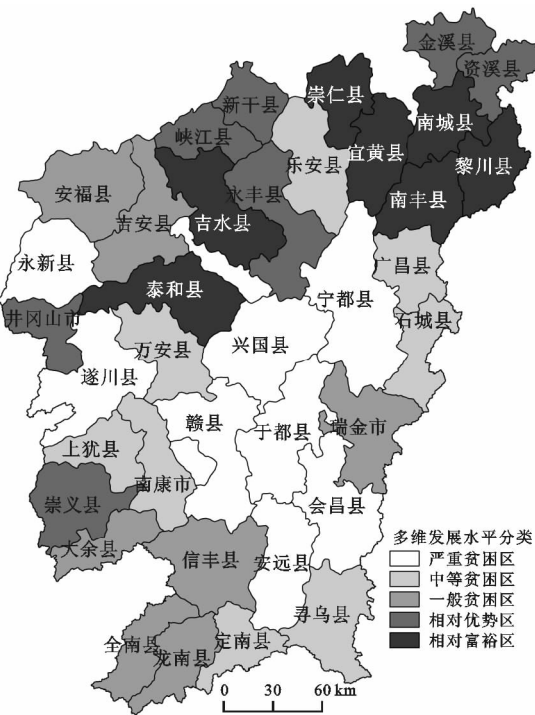 金溪县
资溪县
崇仁县
新干县
南城县
峡江县
宜黄县
乐安县
黎川县
安福县
永丰县
南丰县
吉安县
吉水县
永新县
广昌县
泰和县
宁都县
井冈山市
石城县
万安县
兴国县
遂川县
赣县
于都县
瑞金市
上犹县
南康市
会昌县
崇义县
大余县
信丰县
安远县
寻乌县
全南县
龙南县
定南县
多维发展水平分类
严重贫困区
中等贫困区
一般贫困区
相对优势区
相对富裕区
0 30 60 km